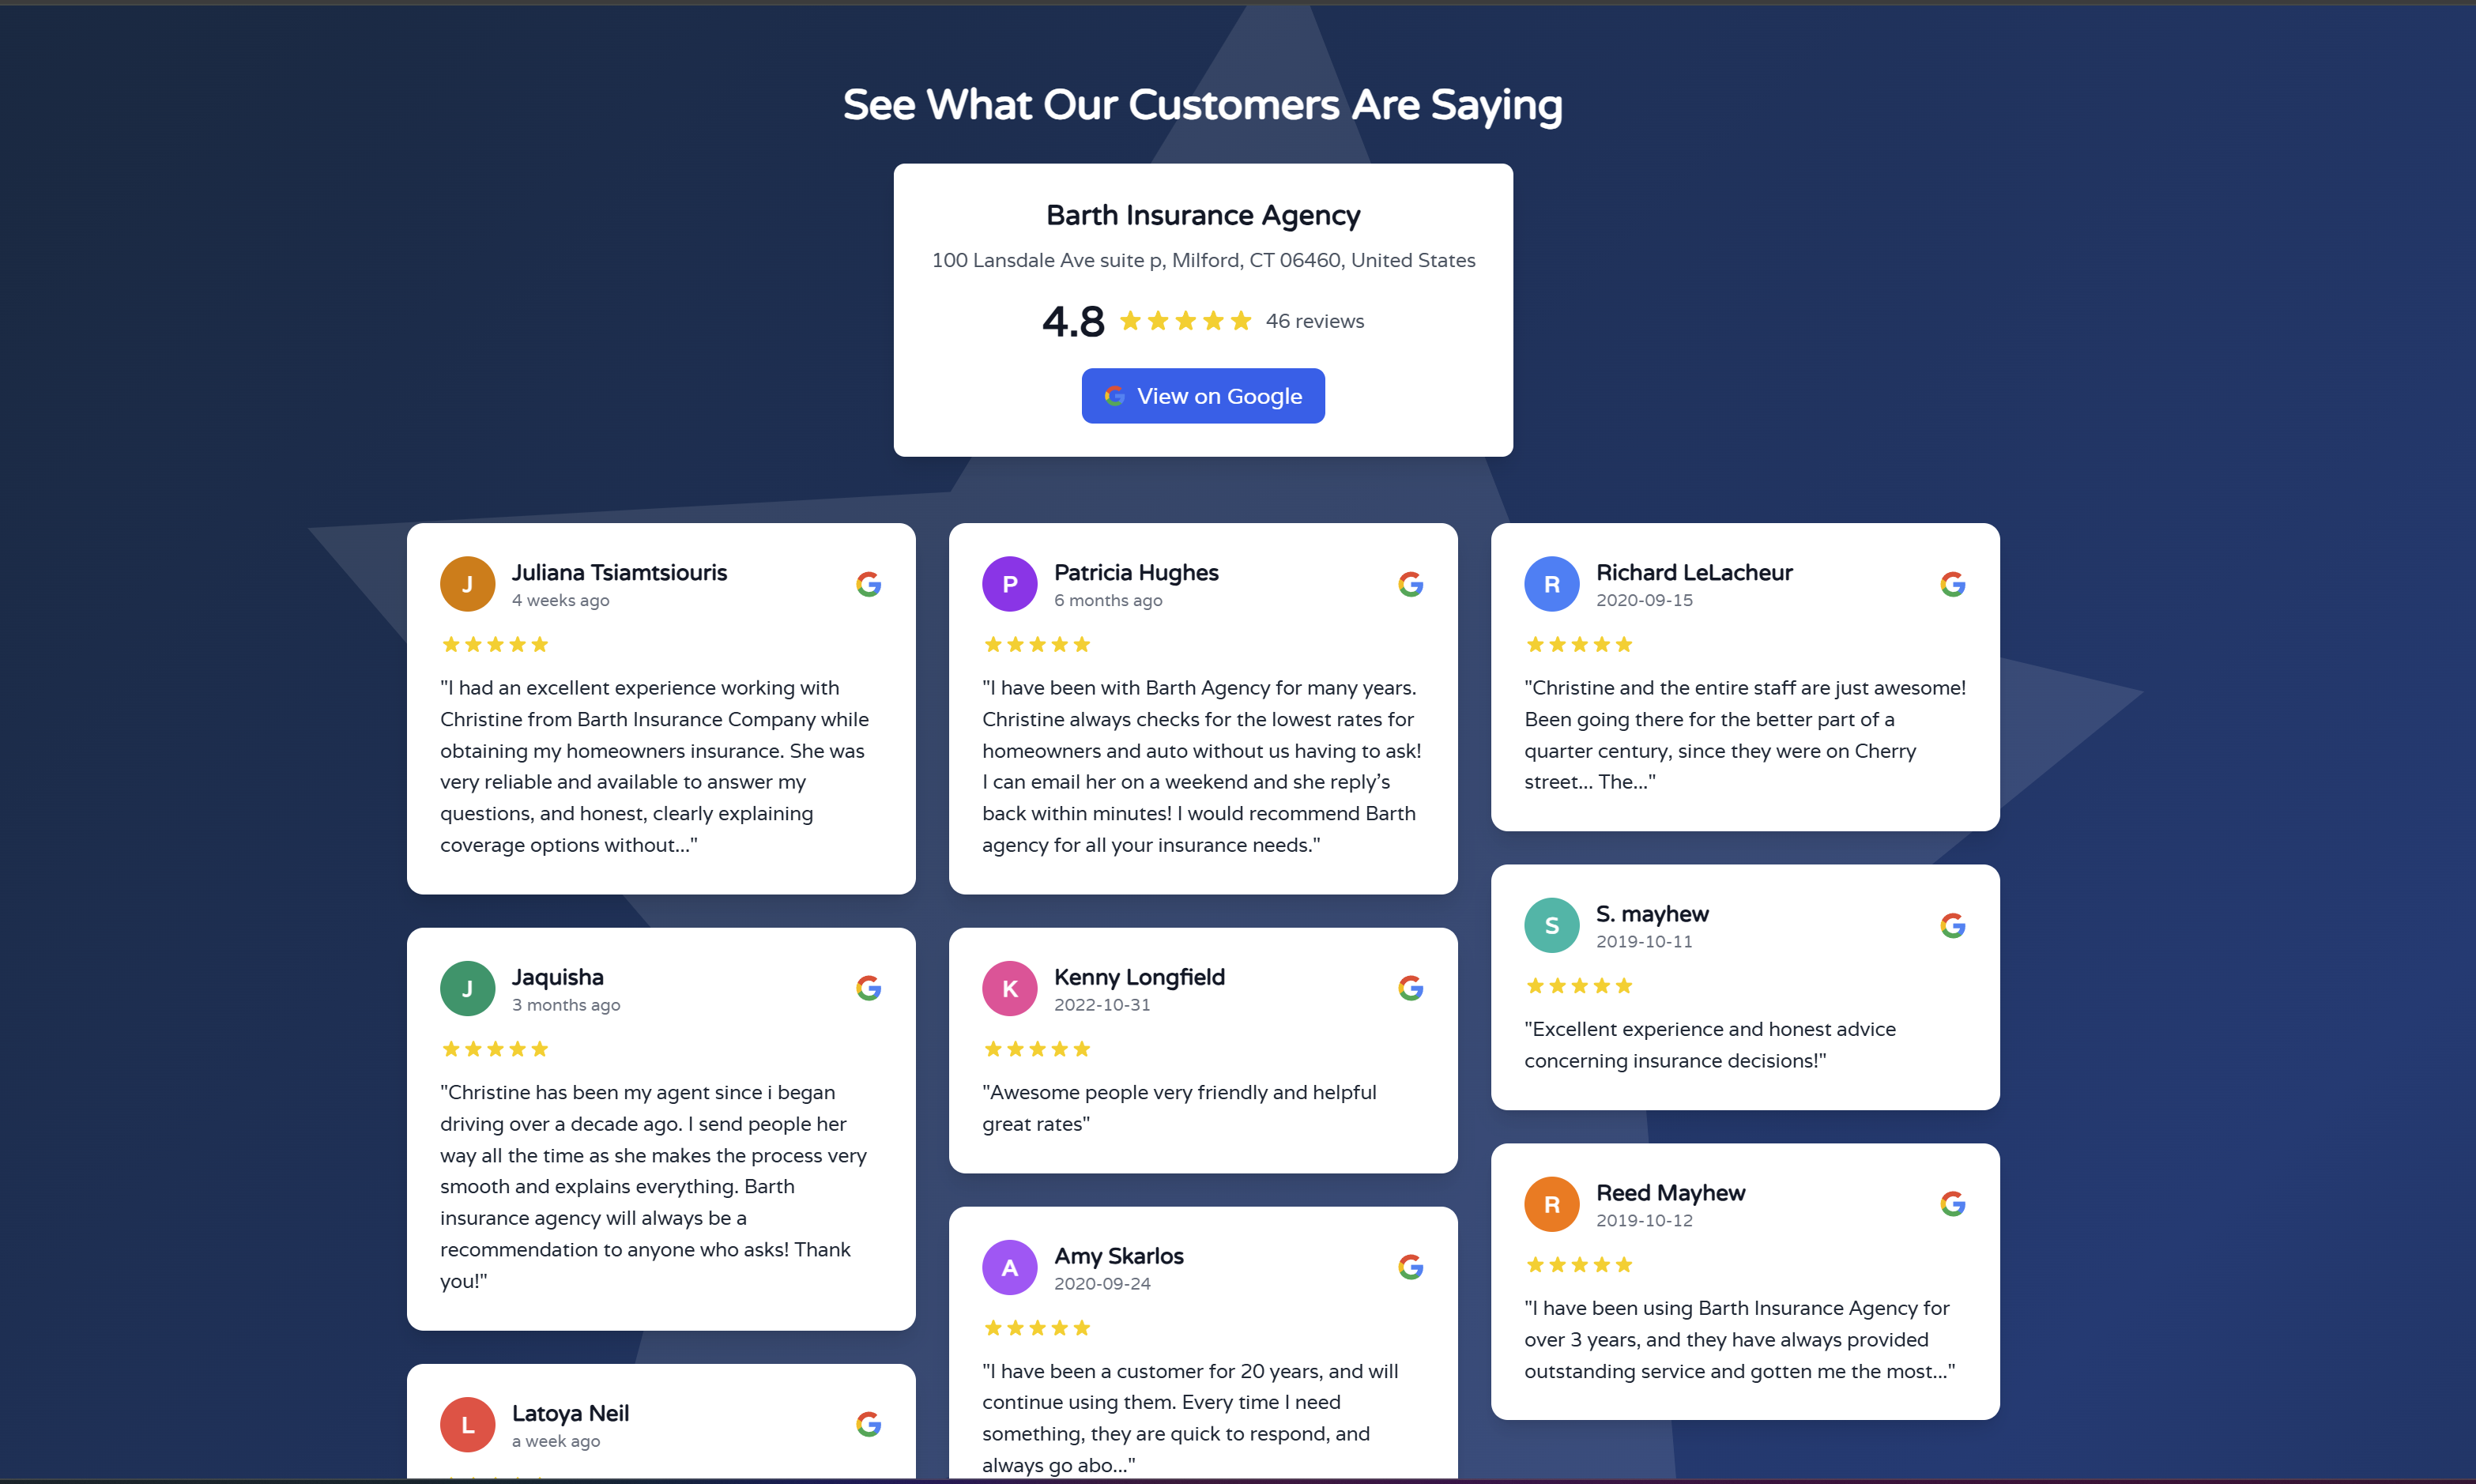 See What Our Customers Are Saying
Barth Insurance Agency
100 Lansdale Ave suite p, Milford, CT 06460, United States
4.8 46 reviews
View on Google
J
Juliana Tsiamtsiouris
4 weeks ago
"I had an excellent experience working with
Christine from Barth Insurance Company while
obtaining my homeowners insurance. She was
very reliable and available to answer my
questions, and honest, clearly explaining
coverage options without..."
J
Jaquisha
3 months ago
"Christine has been my agent since i began
driving over a decade ago. I send people her
way all the time as she makes the process very
smooth and explains everything. Barth
insurance agency will always be a
recommendation to anyone who asks! Thank
you!"
L
Latoya Neil
a week ago
P
Patricia Hughes
6 months ago
"I have been with Barth Agency for many years.
Christine always checks for the lowest rates for
homeowners and auto without us having to ask!
I can email her on a weekend and she reply’s
back within minutes! I would recommend Barth
agency for all your insurance needs."
K
Kenny Longfield
2022-10-31
"Awesome people very friendly and helpful
great rates"
A
Amy Skarlos
2020-09-24
"I have been a customer for 20 years, and will
continue using them. Every time I need
something, they are quick to respond, and
always go abo..."
R
Richard LeLacheur
2020-09-15
"Christine and the entire staff are just awesome!
Been going there for the better part of a
quarter century, since they were on Cherry
street... The..."
S
S. mayhew
2019-10-11
"Excellent experience and honest advice
concerning insurance decisions!"
R
Reed Mayhew
2019-10-12
"I have been using Barth Insurance Agency for
over 3 years, and they have always provided
outstanding service and gotten me the most..."